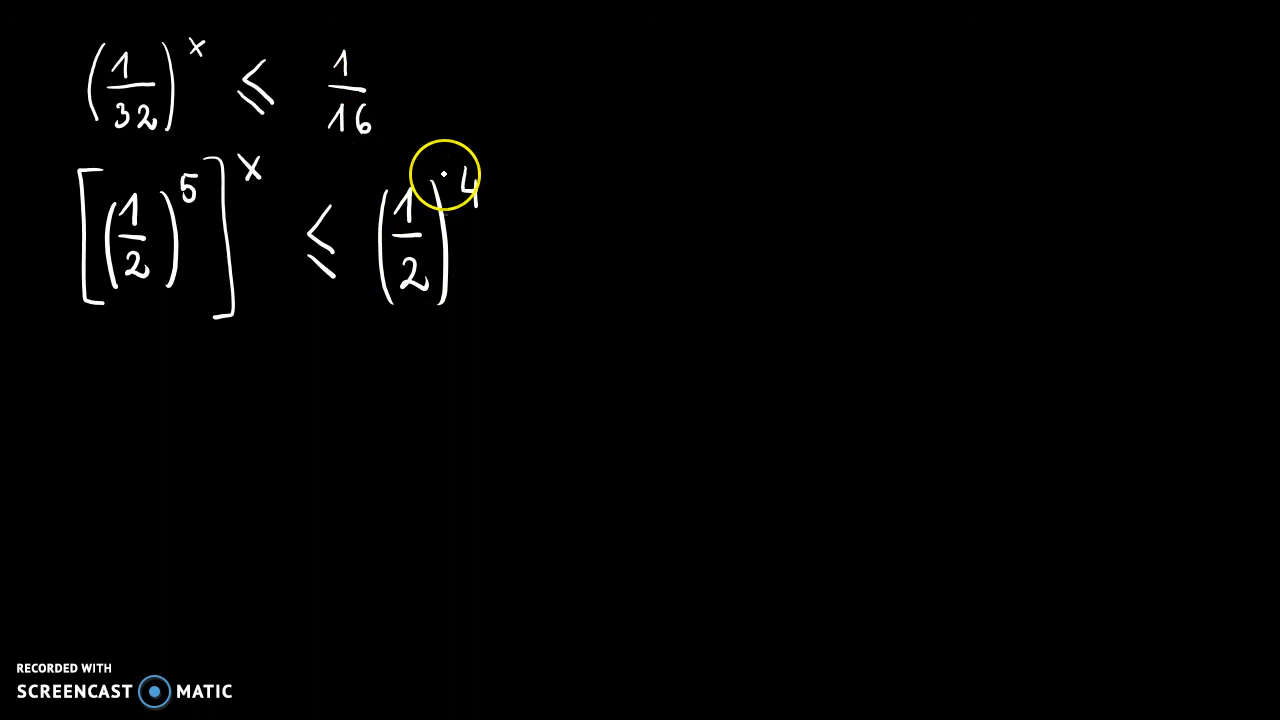 (1/32)^x ≤ 1/16
[(1/2)^5]^x ≤ (1/2)^4
RECORDED WITH
SCREENCAST MATIC